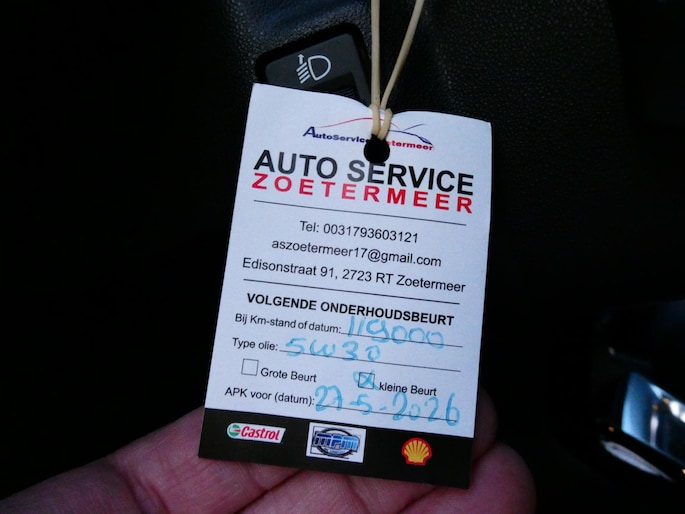 AutoService Zoetermeer
AUTO SERVICE
ZOETERMEER
Tel: 0031793603121
aszoetermeer17@gmail.com
Edisonstraat 91, 2723 RT Zoetermeer
VOLGENDE ONDERHOUDSBEURT
Bij Km-stand of datum: 119000
Type olie: 5W30
Grote Beurt kleine Beurt
APK voor (datum): 27-5-2026
Castrol